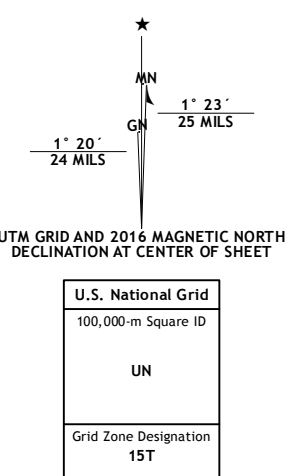 ★
MN
GN
1° 23´
25 MILS
1° 20´
24 MILS
UTM GRID AND 2016 MAGNETIC NORTH
DECLINATION AT CENTER OF SHEET
U.S. National Grid
100,000-m Square ID
UN
Grid Zone Designation
15T